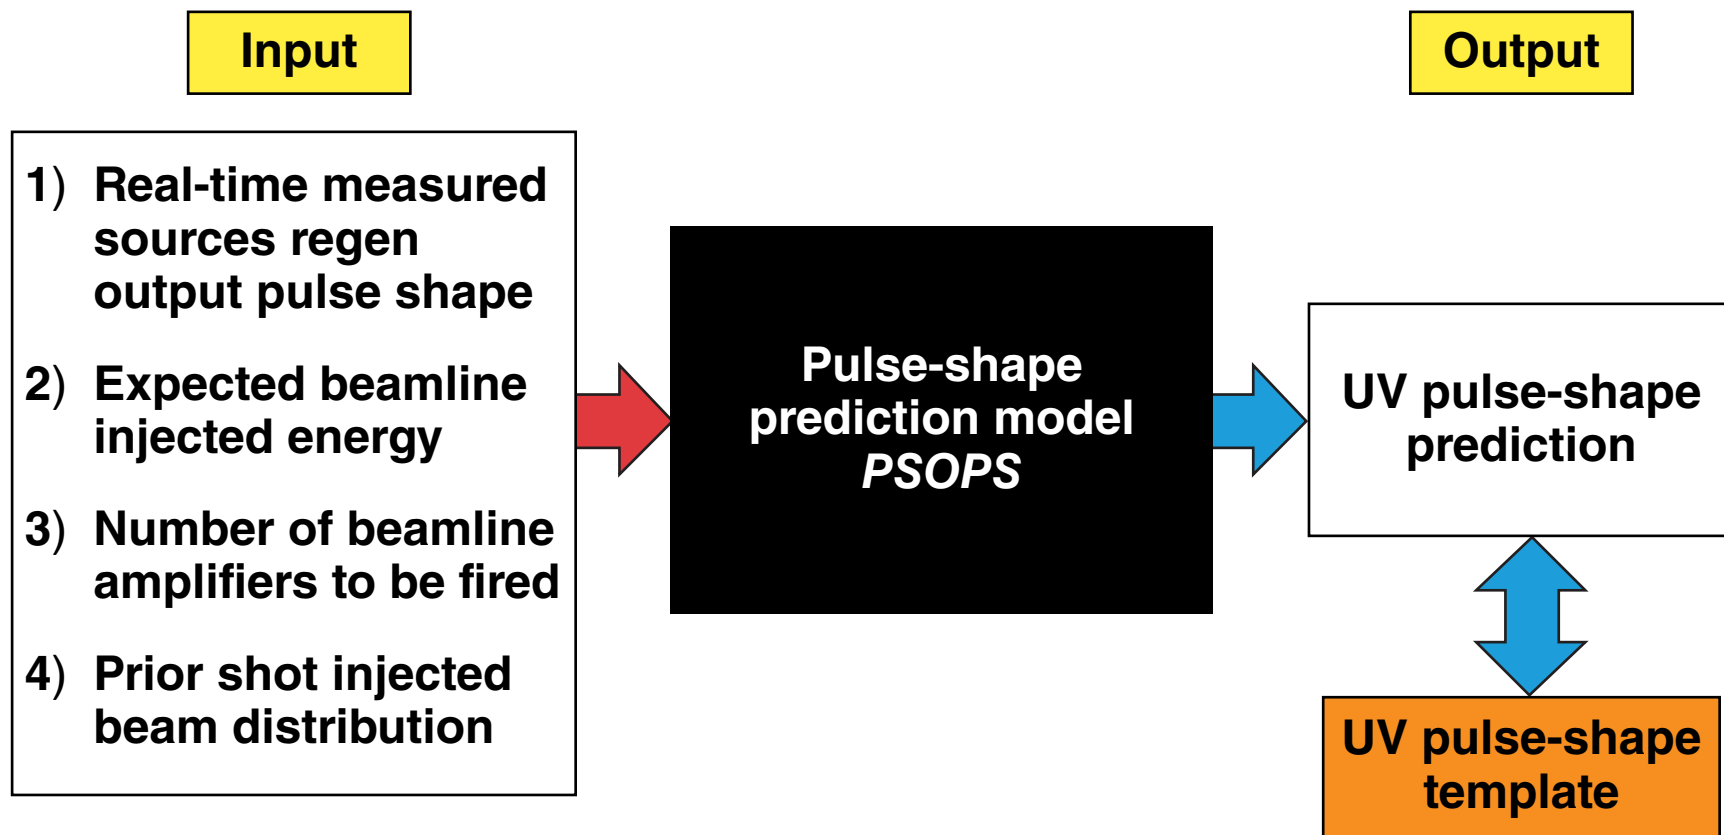 Input
Output
1) Real-time measured
sources regen
output pulse shape
2) Expected beamline
injected energy
3) Number of beamline
amplifiers to be fired
4) Prior shot injected
beam distribution
Pulse-shape
prediction model
PSOPS
UV pulse-shape
prediction
UV pulse-shape
template